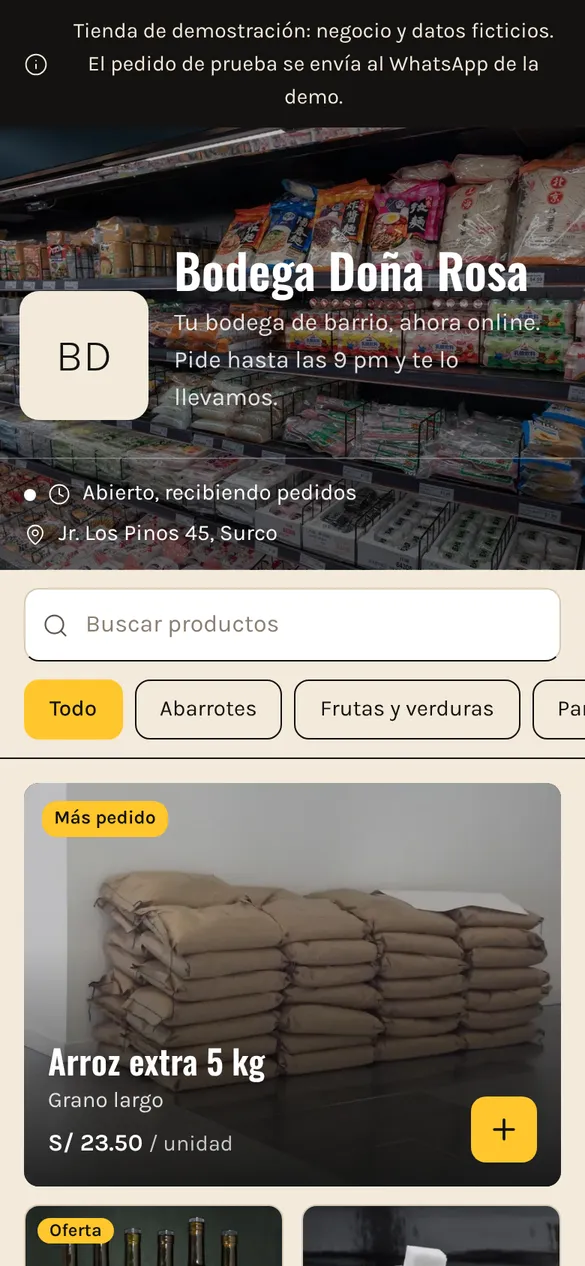 Tienda de demostración: negocio y datos ficticios.
El pedido de prueba se envía al WhatsApp de la
demo.
Bodega Doña Rosa
BD
Tu bodega de barrio, ahora online.
Pide hasta las 9 pm y te lo
llevamos.
Abierto, recibiendo pedidos
Jr. Los Pinos 45, Surco
Buscar productos
Todo
Abarrotes
Frutas y verduras
Más pedido
Arroz extra 5 kg
Grano largo
S/ 23.50 / unidad
Oferta